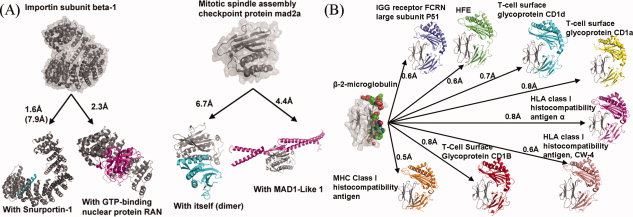 (A)
Importin subunit beta-1
Mitotic spindle assembly
checkpoint protein mad2a
1.6Å
(7.9Å)
2.3Å
6.7Å
4.4Å
With Snurportin-1
With GTP-binding
nuclear protein RAN
With itself (dimer)
With MAD1-Like 1
(B)
IGG receptor FCRN
large subunit P51
HFE
T-cell surface
glycoprotein CD1d
T-cell surface
glycoprotein CD1a
β-2-microglobulin
0.6Å
0.6Å
0.7Å
0.8Å
0.8Å
HLA class I
histocompatibility
antigen α
0.5Å
0.8Å
0.6Å
MHC Class I
histocompatibility
antigen
T-Cell Surface
Glycoprotein CD1B
HLA class I
histocompatibility
antigen, CW-4